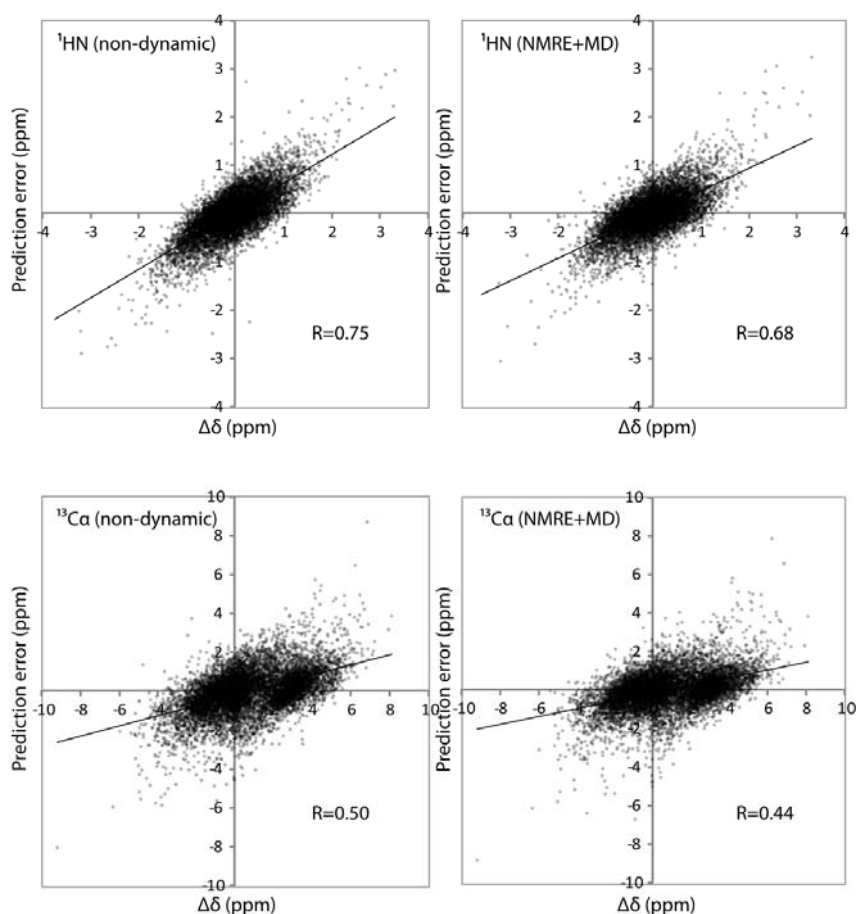 ¹HN (non-dynamic)
Prediction error (ppm)
4
3
2
1
-4 -3 -2 -1 0 1 2 3 4
-2
-3
-4
R=0.75
Δδ (ppm)
¹HN (NMRE+MD)
Prediction error (ppm)
4
3
2
1
-4 -3 -2 -1 0 1 2 3 4
-2
-3
-4
R=0.68
Δδ (ppm)
¹³Cα (non-dynamic)
Prediction error (ppm)
10
8
6
4
2
-10 -8 -6 -4 -2 0 2 4 6 8 10
-4
-6
-8
-10
R=0.50
Δδ (ppm)
¹³Cα (NMRE+MD)
Prediction error (ppm)
10
8
6
4
2
-10 -8 -6 -4 -2 0 2 4 6 8 10
-4
-6
-8
-10
R=0.44
Δδ (ppm)